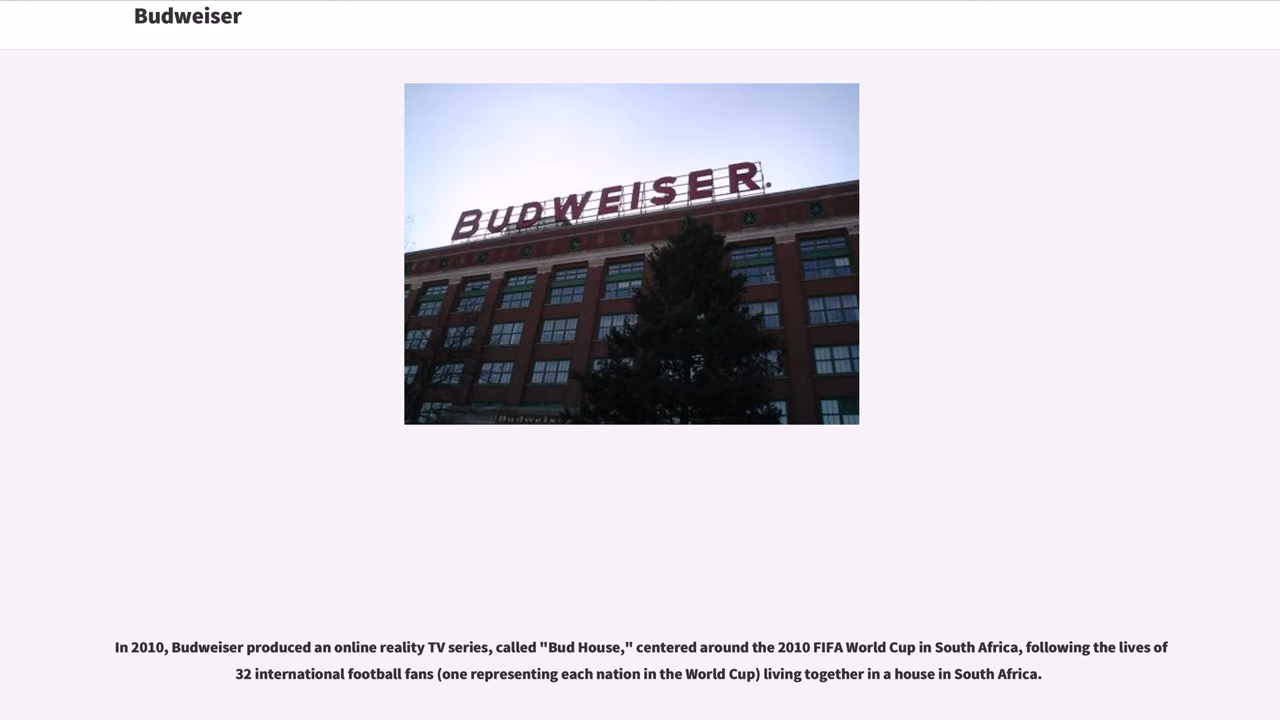 Budweiser
BUDWEISER
Budweis
In 2010, Budweiser produced an online reality TV series, called "Bud House," centered around the 2010 FIFA World Cup in South Africa, following the lives of
32 international football fans (one representing each nation in the World Cup) living together in a house in South Africa.